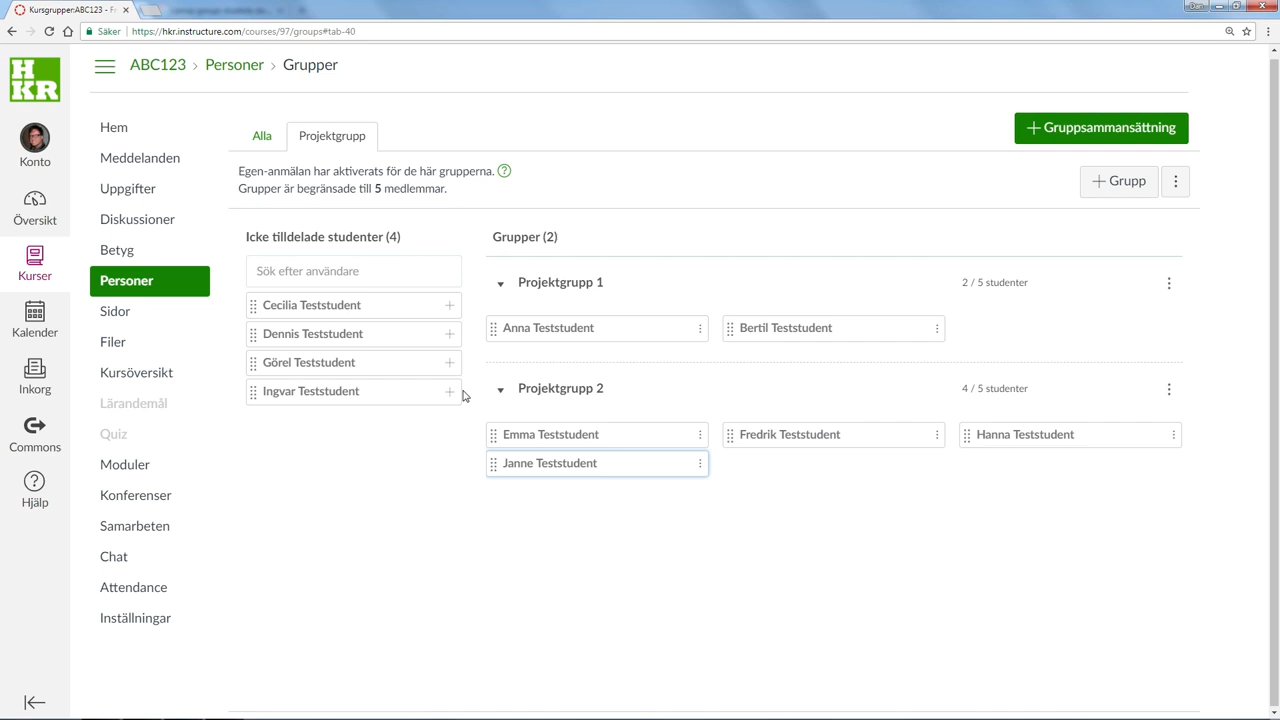 Kursgrupper:ABC123 - Fr
Dan
Säker
https://hkr.instructure.com/courses/97/groups#tab-40
HKR
ABC123 > Personer > Grupper
Konto
Översikt
Kurser
Kalender
Inkorg
Commons
Hjälp
Hem
Meddelanden
Uppgifter
Diskussioner
Betyg
Personer
Sidor
Filer
Kursöversikt
Lärandemål
Quiz
Moduler
Konferenser
Samarbeten
Chat
Attendance
Inställningar
Alla
Projektgrupp
+ Gruppsammansättning
Egen-anmälan har aktiverats för de här grupperna. ?
Grupper är begränsade till 5 medlemmar.
+ Grupp
Icke tilldelade studenter (4)
Sök efter användare
Cecilia Teststudent +
Dennis Teststudent +
Görel Teststudent +
Ingvar Teststudent +
Grupper (2)
Projektgrupp 1
2 / 5 studenter
Anna Teststudent
Bertil Teststudent
Projektgrupp 2
4 / 5 studenter
Emma Teststudent
Fredrik Teststudent
Hanna Teststudent
Janne Teststudent